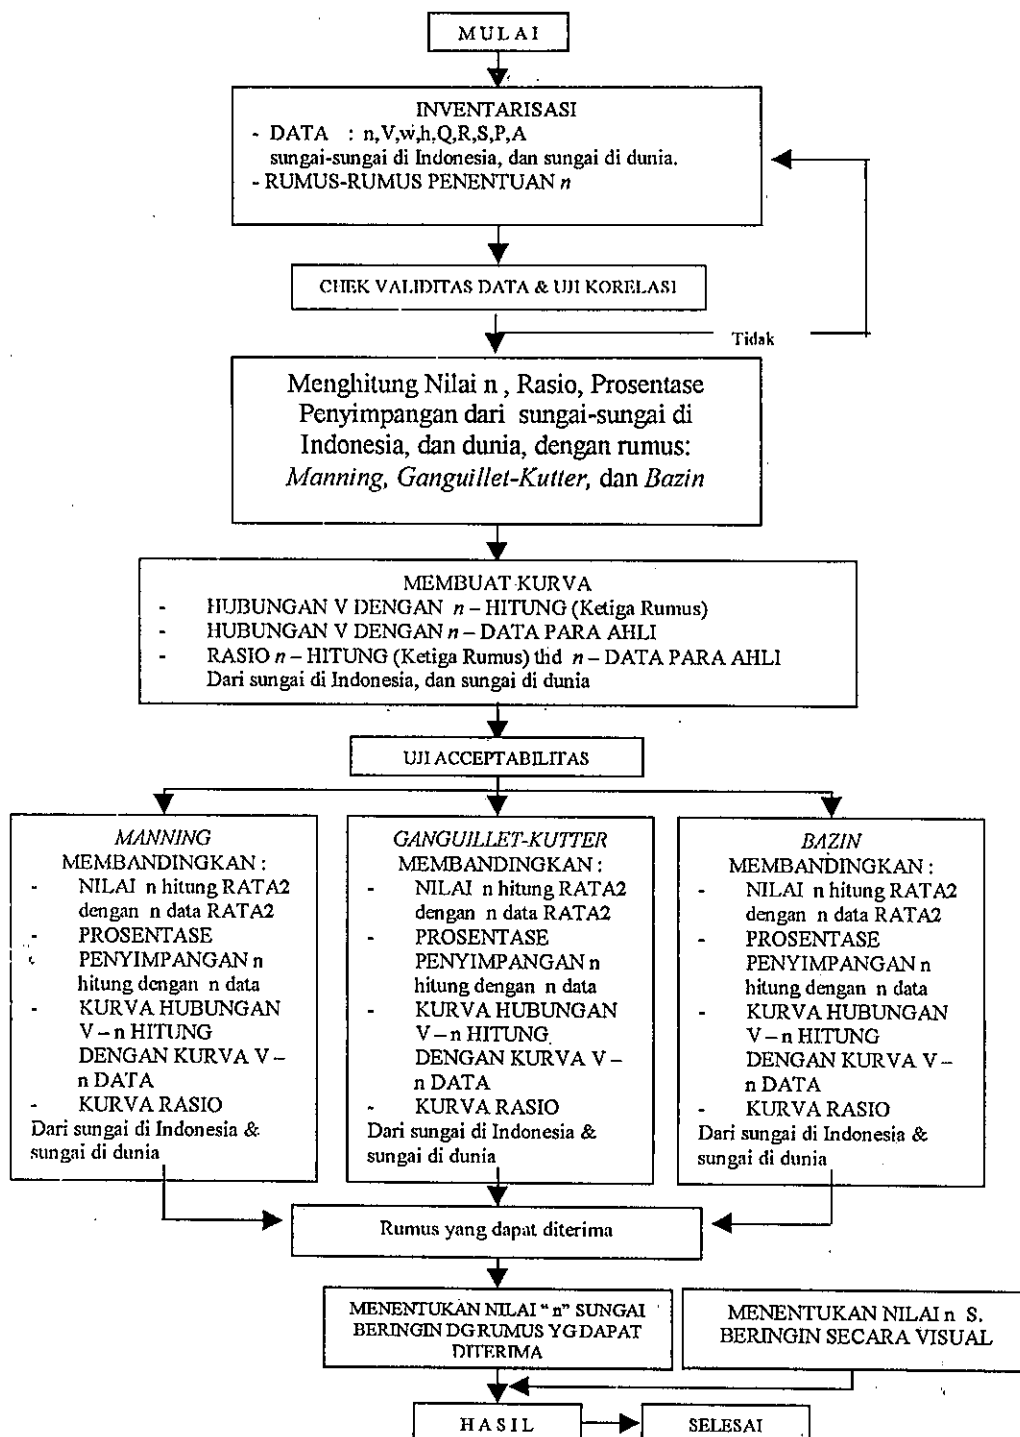 MULAI
INVENTARISASI
- DATA : n,V,w,h,Q,R,S,P,A
sungai-sungai di Indonesia, dan sungai di dunia.
- RUMUS-RUMUS PENENTUAN n
CHEK VALIDITAS DATA & UJI KORELASI
Tidak
Menghitung Nilai n , Rasio, Prosentase
Penyimpangan dari sungai-sungai di
Indonesia, dan dunia, dengan rumus:
Manning, Ganguillet-Kutter, dan Bazin
MEMBUAT KURVA
- HUBUNGAN V DENGAN n – HITUNG (Ketiga Rumus)
- HUBUNGAN V DENGAN n – DATA PARA AHLI
- RASIO n – HITUNG (Ketiga Rumus) thd n – DATA PARA AHLI
Dari sungai di Indonesia, dan sungai di dunia
UJI ACCEPTABILITAS
MANNING
MEMBANDINGKAN :
- NILAI n hitung RATA2
dengan n data RATA2
- PROSENTASE
- PENYIMPANGAN n
hitung dengan n data
- KURVA HUBUNGAN
V – n HITUNG
DENGAN KURVA V –
n DATA
- KURVA RASIO
Dari sungai di Indonesia &
sungai di dunia
GANGUILLET-KUTTER
MEMBANDINGKAN :
- NILAI n hitung RATA2
dengan n data RATA2
- PROSENTASE
PENYIMPANGAN n
hitung dengan n data
- KURVA HUBUNGAN
V – n HITUNG
DENGAN KURVA V –
n DATA
- KURVA RASIO
Dari sungai di Indonesia &
sungai di dunia
BAZIN
MEMBANDINGKAN :
- NILAI n hitung RATA2
dengan n data RATA2
- PROSENTASE
PENYIMPANGAN n
hitung dengan n data
- KURVA HUBUNGAN
V – n HITUNG
DENGAN KURVA V –
n DATA
- KURVA RASIO
Dari sungai di Indonesia &
sungai di dunia
Rumus yang dapat diterima
MENENTUKAN NILAI "n" SUNGAI
BERINGIN DG RUMUS YG DAPAT
DITERIMA
MENENTUKAN NILAI n S.
BERINGIN SECARA VISUAL
HASIL
SELESAI